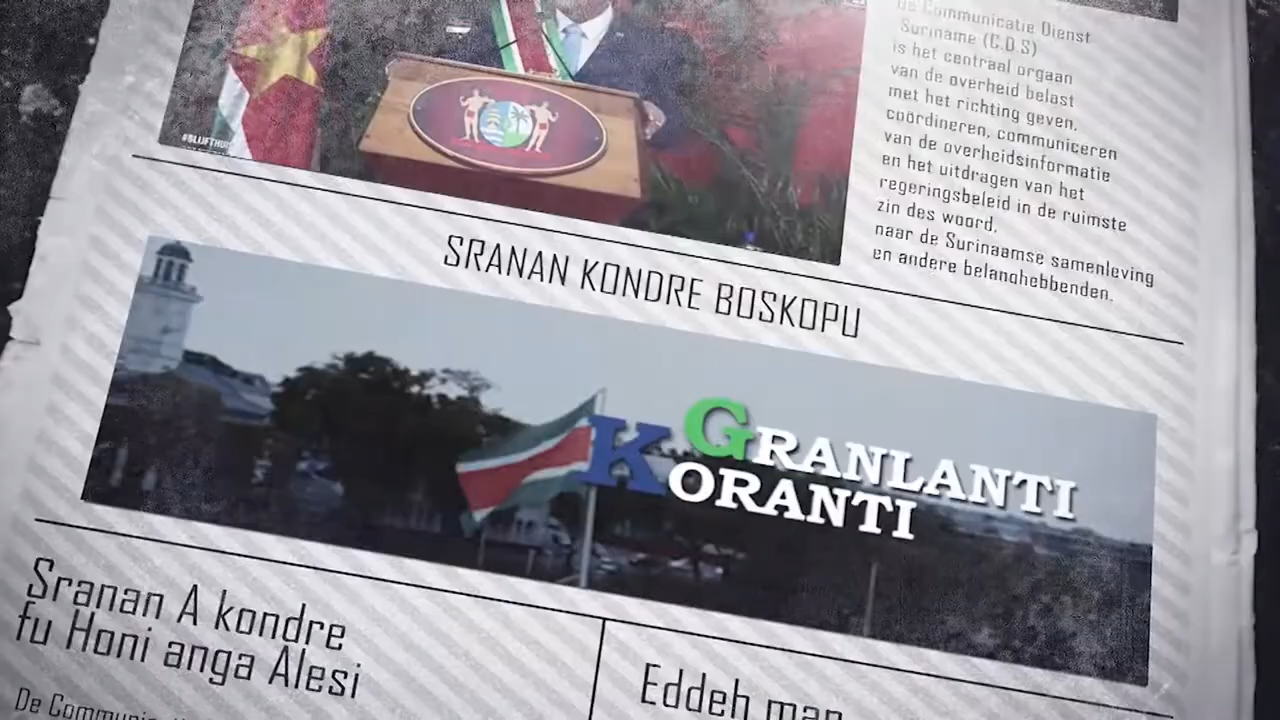 De Communicatie Dienst
Suriname (C.D.S)
is het centraal orgaan
van de overheid belast
met het richting geven,
coördineren, communiceren
van de overheidsinformatie
en het uitdragen van het
regeringsbeleid in de ruimste
zin des woord,
naar de Surinaamse samenleving
en andere belanghebbenden.
SRANAN KONDRE BOSKOPU
GRANLANTI
KORANTI
Sranan A kondre
fu Honi anga Alesi
Eddeh man
De